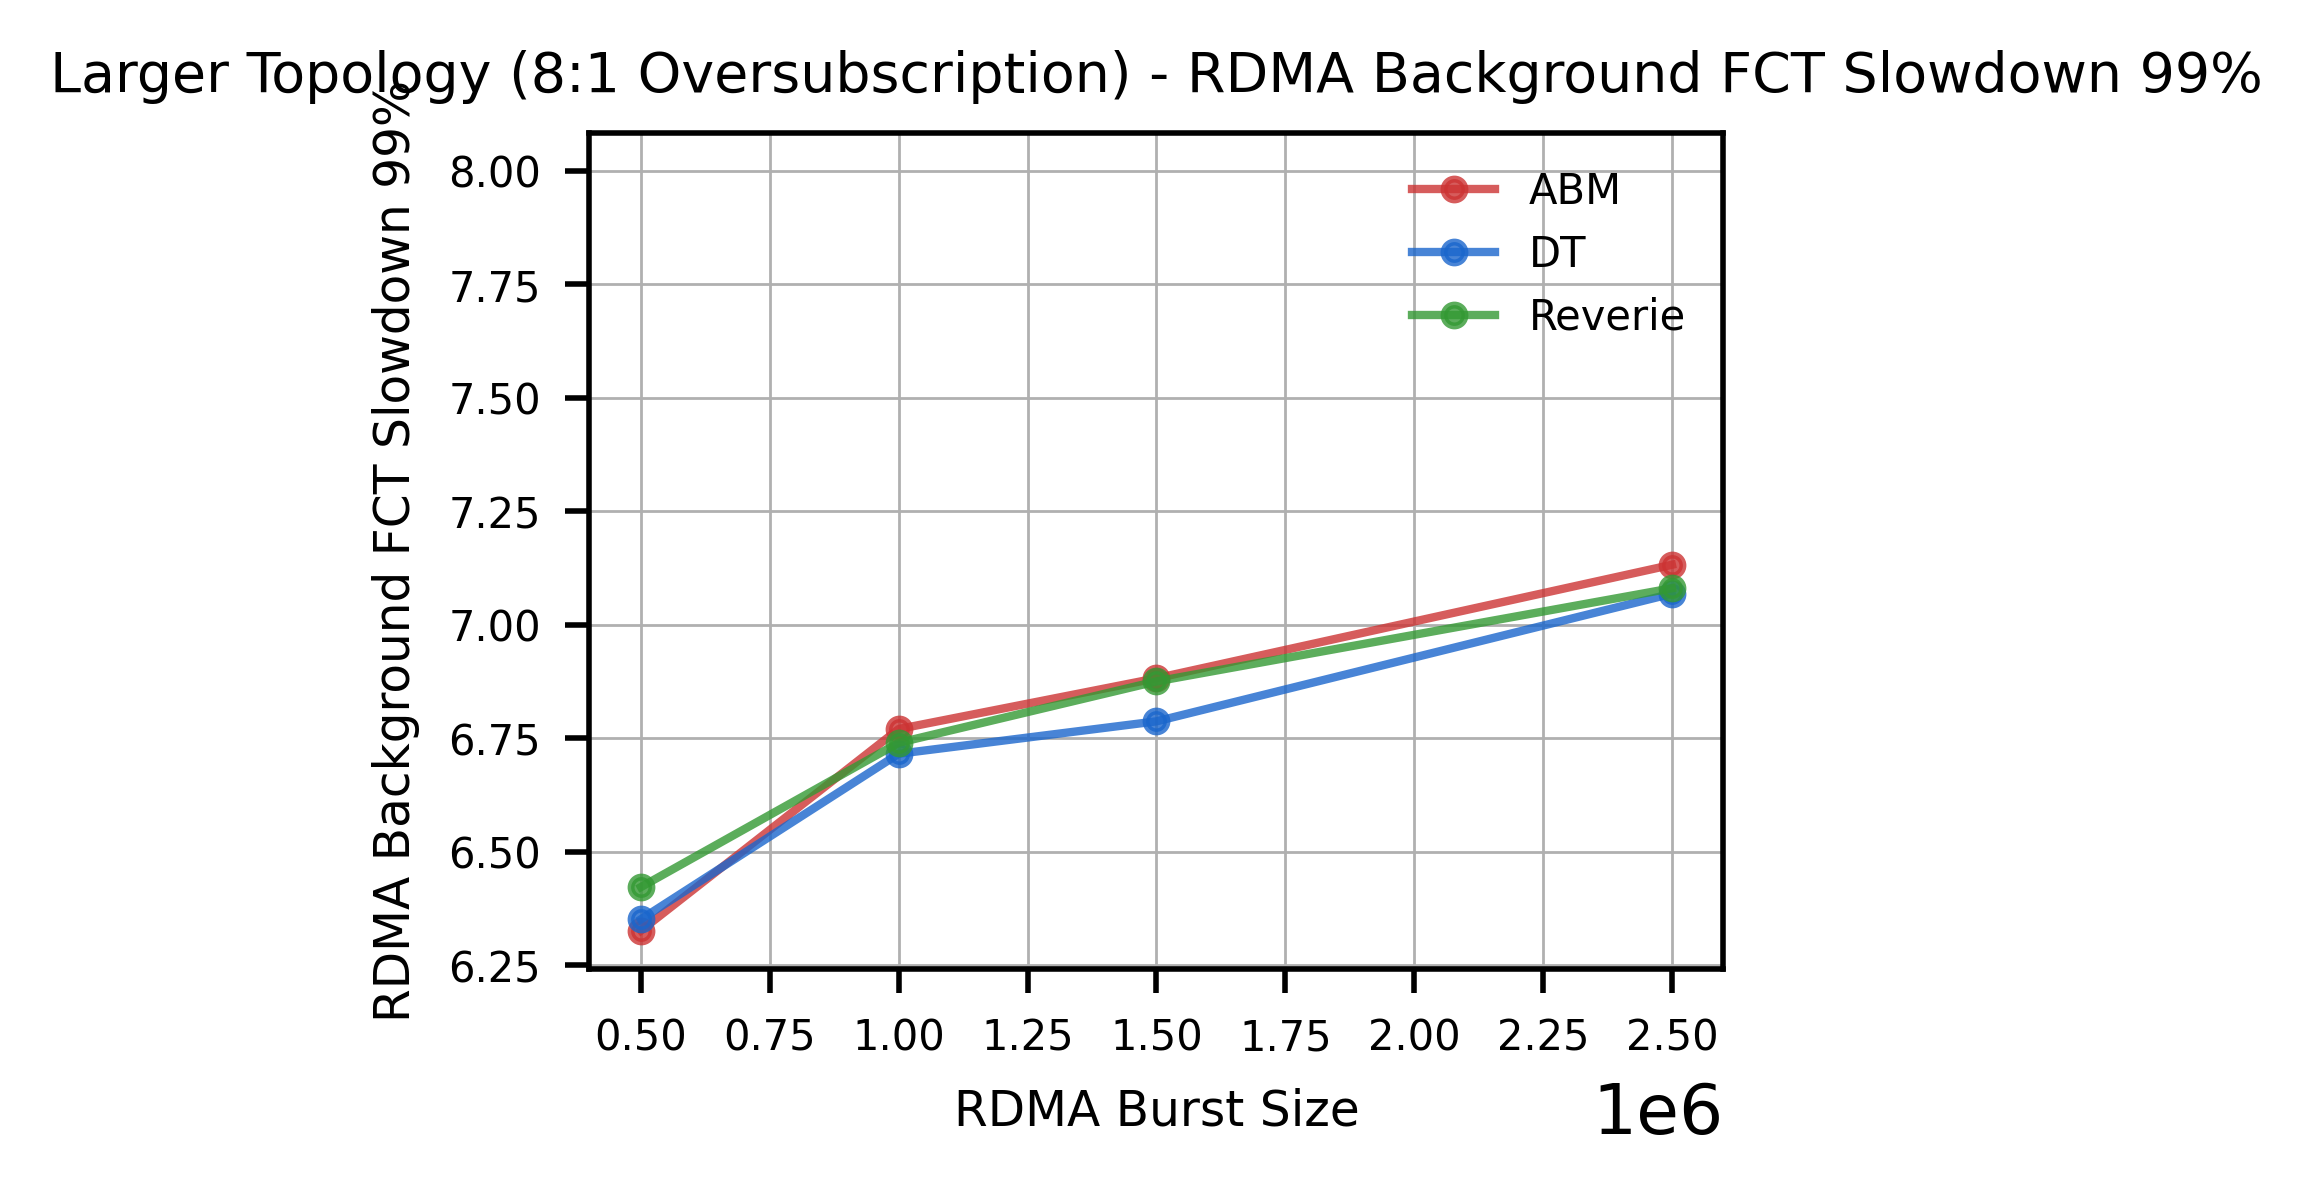 Larger Topology (8:1 Oversubscription) - RDMA Background FCT Slowdown 99%
RDMA Background FCT Slowdown 99%
8.00
7.75
7.50
7.25
7.00
6.75
6.50
6.25
ABM
DT
Reverie
0.50 0.75 1.00 1.25 1.50 1.75 2.00 2.25 2.50
RDMA Burst Size
1e6